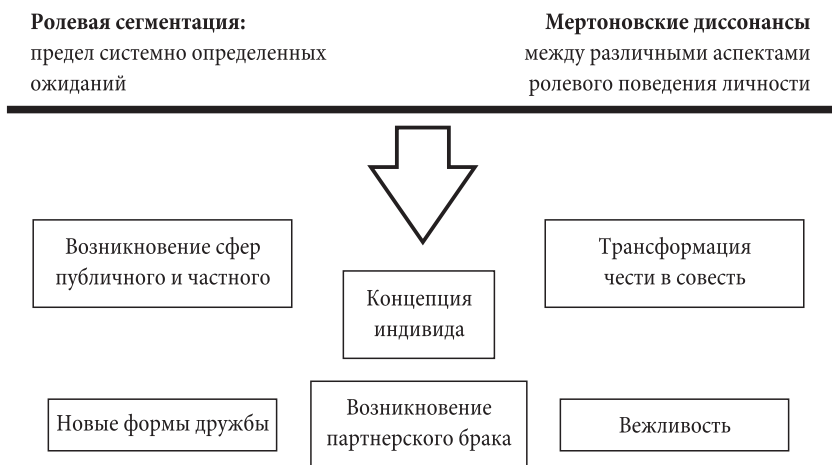 Ролевая сегментация:
предел системно определенных
ожиданий
Мертоновские диссонансы
между различными аспектами
ролевого поведения личности
Возникновение сфер
публичного и частного
Концепция
индивида
Трансформация
чести в совесть
Новые формы дружбы
Возникновение
партнерского брака
Вежливость